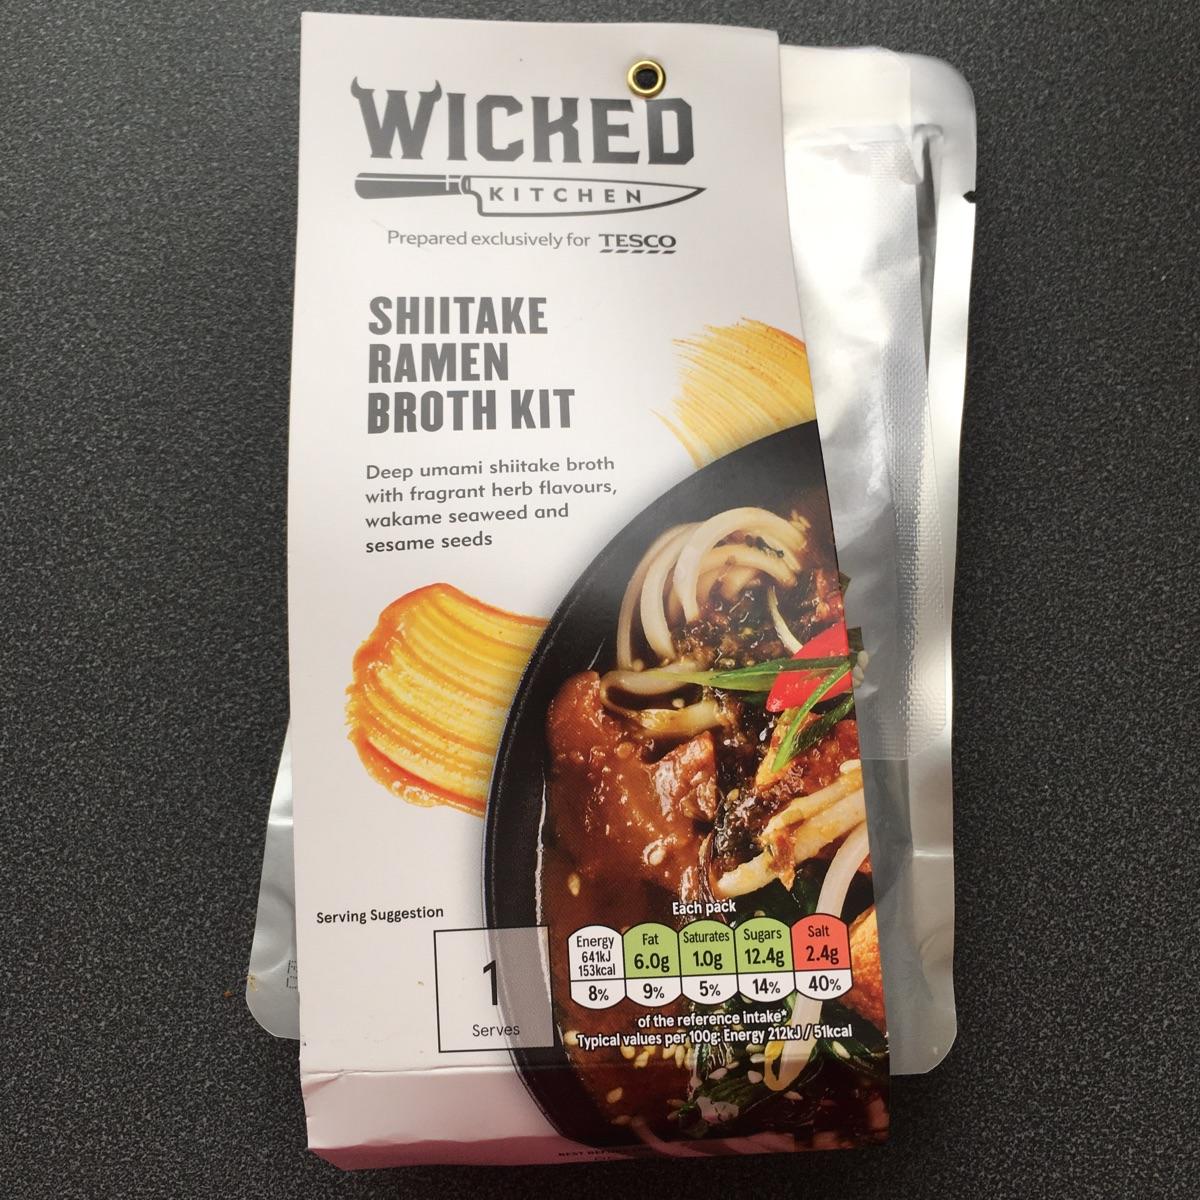 WICKED
KITCHEN
Prepared exclusively for TESCO
SHIITAKE
RAMEN
BROTH KIT
Deep umami shiitake broth
with fragrant herb flavours,
wakame seaweed and
sesame seeds
Serving Suggestion
1
Serves
Each pack
Energy 641kJ 153kcal 8%
Fat 6.0g 9%
Saturates 1.0g 5%
Sugars 12.4g 14%
Salt 2.4g 40%
of the reference intake*
Typical values per 100g: Energy 212kJ / 51kcal